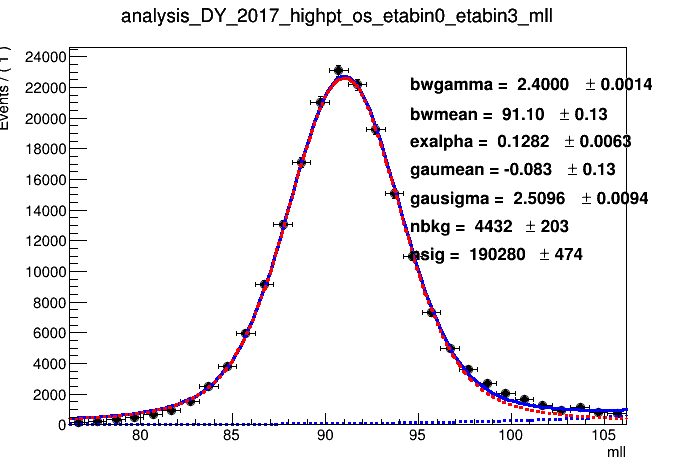 analysis_DY_2017_highpt_os_etabin0_etabin3_mll
Events / ( 1 )
24000
22000
20000
18000
16000
14000
12000
10000
8000
6000
4000
2000
0
bwgamma = 2.4000 ± 0.0014
bwmean = 91.10 ± 0.13
exalpha = 0.1282 ± 0.0063
gaumean = -0.083 ± 0.13
gausigma = 2.5096 ± 0.0094
nbkg = 4432 ± 203
nsig = 190280 ± 474
80 85 90 95 100 105
mll